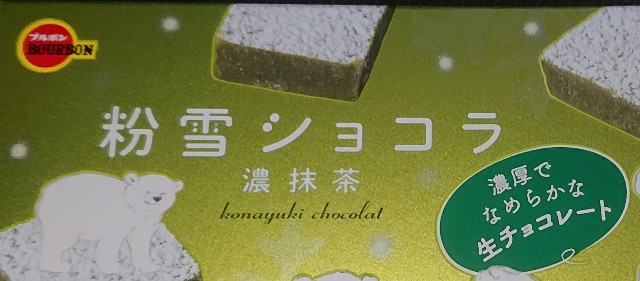 ブルボン
BOURBON
粉雪ショコラ
濃抹茶
konayuki chocolat
濃厚で
なめらかな
生チョコレート